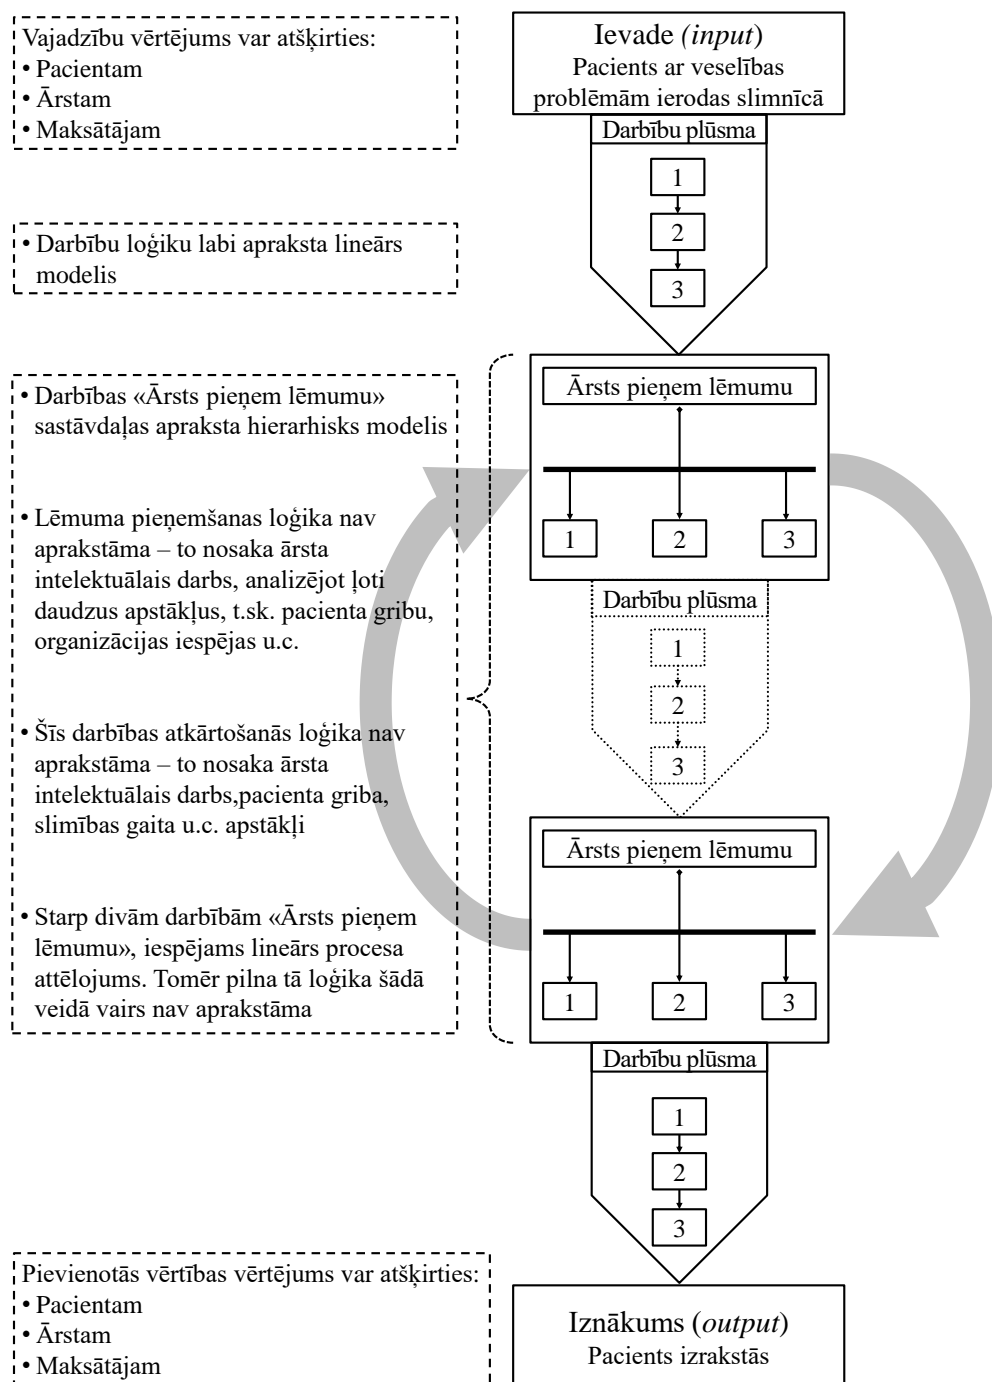 Vajadzību vērtējums var atšķirties:
• Pacientam
• Ārstam
• Maksātājam
Ievade (input)
Pacients ar veselības
problēmām ierodas slimnīcā
Darbību plūsma
1
2
3
• Darbību loģiku labi apraksta lineārs
modelis
• Darbības «Ārsts pieņem lēmumu»
sastāvdaļas apraksta hierarhisks modelis
• Lēmuma pieņemšanas loģika nav
aprakstāma – to nosaka ārsta
intelektuālais darbs, analizējot ļoti
daudzus apstākļus, t.sk. pacienta gribu,
organizācijas iespējas u.c.
• Šīs darbības atkārtošanās loģika nav
aprakstāma – to nosaka ārsta
intelektuālais darbs,pacienta griba,
slimības gaita u.c. apstākļi
• Starp divām darbībām «Ārsts pieņem
lēmumu», iespējams lineārs procesa
attēlojums. Tomēr pilna tā loģika šādā
veidā vairs nav aprakstāma
Ārsts pieņem lēmumu
1 2 3
Darbību plūsma
1
2
3
Ārsts pieņem lēmumu
1 2 3
Darbību plūsma
1
2
3
Pievienotās vērtības vērtējums var atšķirties:
• Pacientam
• Ārstam
• Maksātājam
Iznākums (output)
Pacients izrakstās